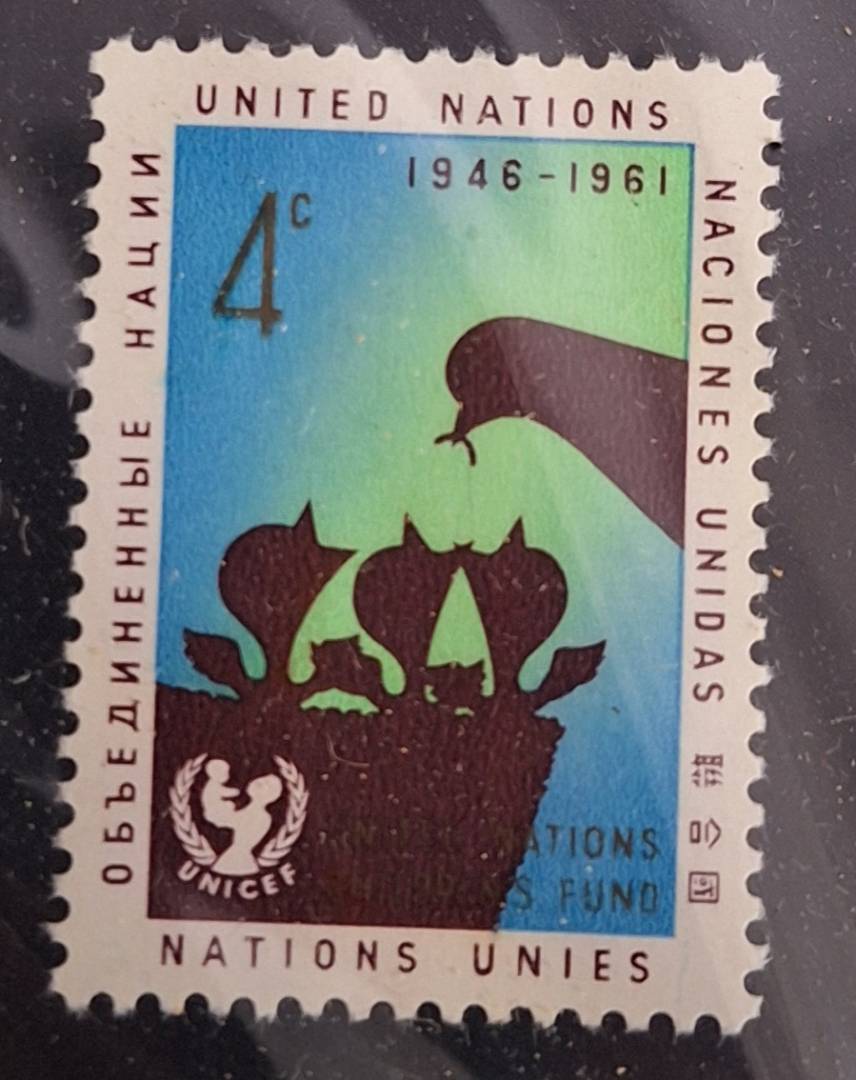 UNITED NATIONS
1946-1961
4c
ОБЪЕДИНЕННЫЕ НАЦИИ
NACIONES UNIDAS
聯合國
UNICEF
NATIONS
FUND
NATIONS UNIES